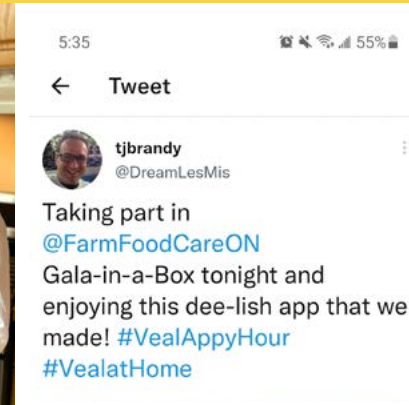 5:35 55%
← Tweet
tjbrandy
@DreamLesMis
Taking part in
@FarmFoodCareON
Gala-in-a-Box tonight and
enjoying this dee-lish app that we
made! #VealAppyHour
#VealatHome